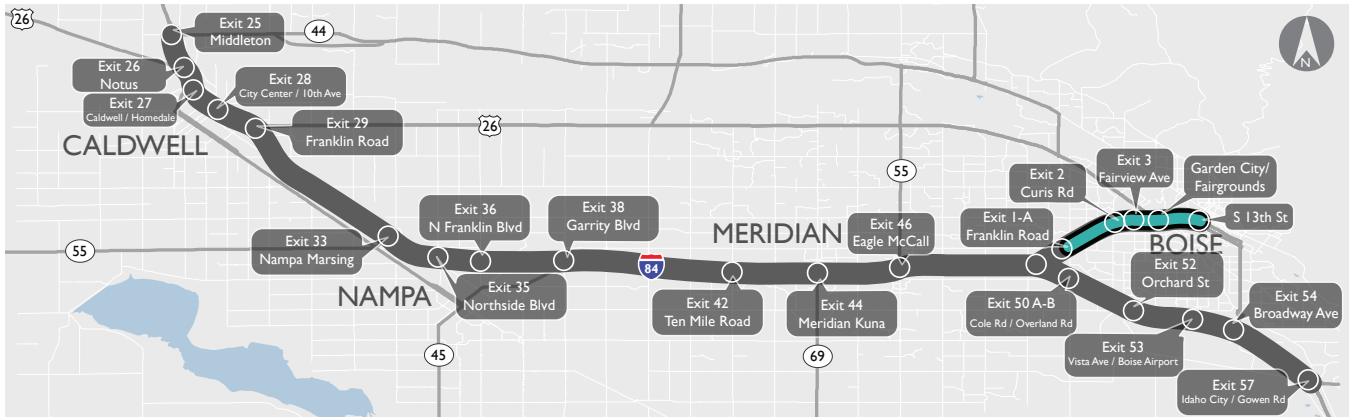 26
Exit 25
Middleton
44
Exit 26
Notus
Exit 28
City Center / 10th Ave
Exit 27
Caldwell / Homedale
Exit 29
Franklin Road
26
CALDWELL
N
Exit 3
Fairview Ave
Garden City/
Fairgrounds
Exit 2
Curis Rd
55
Exit 1-A
Franklin Road
S 13th St
BOISE
Exit 36
N Franklin Blvd
Exit 38
Garrity Blvd
MERIDIAN
Exit 46
Eagle McCall
55
Exit 33
Nampa Marsing
84
Exit 52
Orchard St
NAMPA
Exit 35
Northside Blvd
Exit 42
Ten Mile Road
Exit 44
Meridian Kuna
Exit 50 A-B
Cole Rd / Overland Rd
Exit 54
Broadway Ave
45
69
Exit 53
Vista Ave / Boise Airport
Exit 57
Idaho City / Gowen Rd